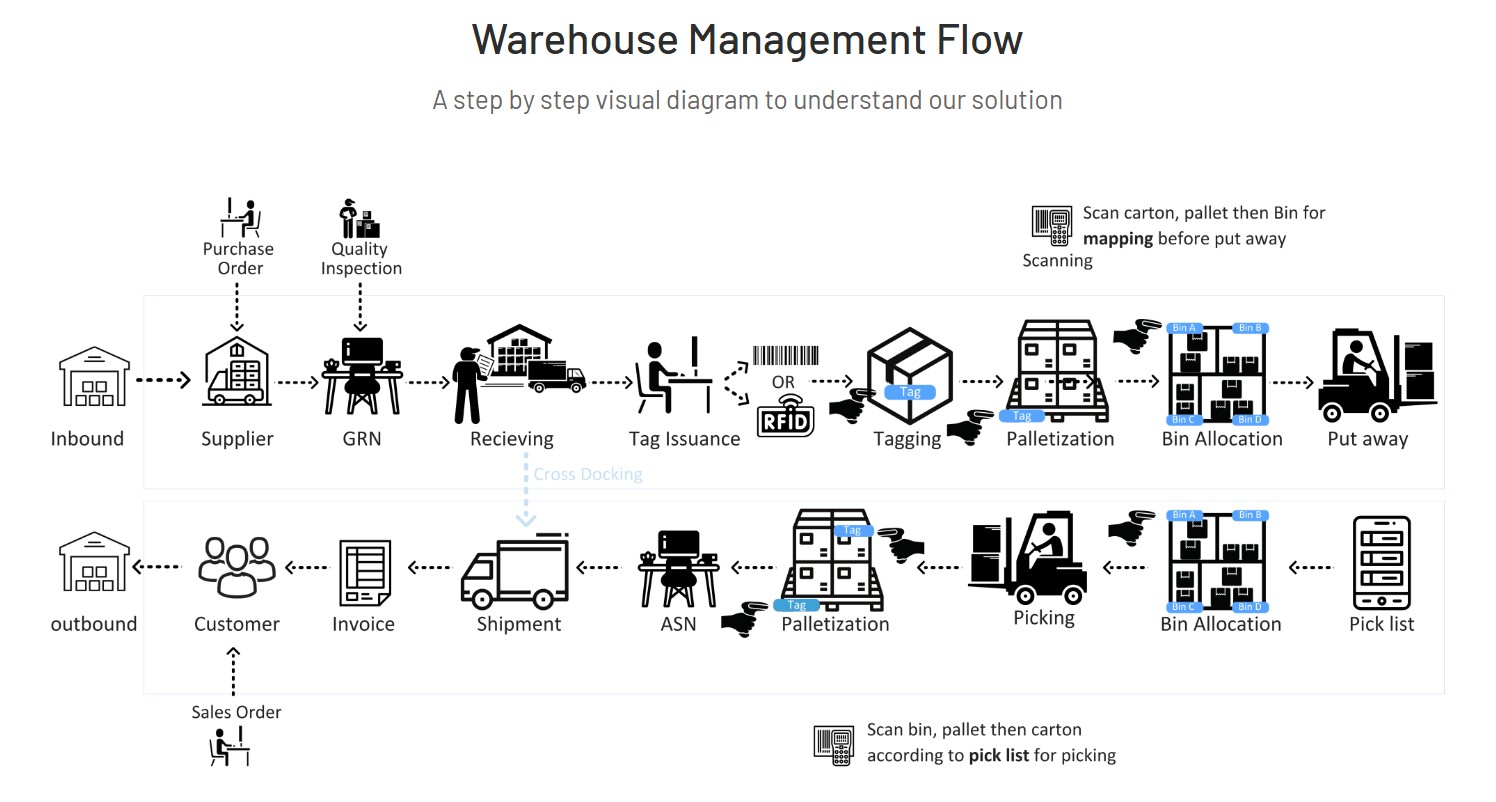 Warehouse Management Flow
A step by step visual diagram to understand our solution
Purchase
Order
Quality
Inspection
Scan carton, pallet then Bin for
mapping before put away
Scanning
Bin A
Bin B
OR
Tag
RFID
Tag
Bin C
Bin D
Inbound
Supplier
GRN
Recieving
Tag Issuance
Tagging
Palletization
Bin Allocation
Put away
Cross Docking
Bin A
Bin B
Tag
Tag
Bin C
Bin D
outbound
Customer
Invoice
Shipment
ASN
Palletization
Picking
Bin Allocation
Pick list
Sales Order
Scan bin, pallet then carton
according to pick list for picking